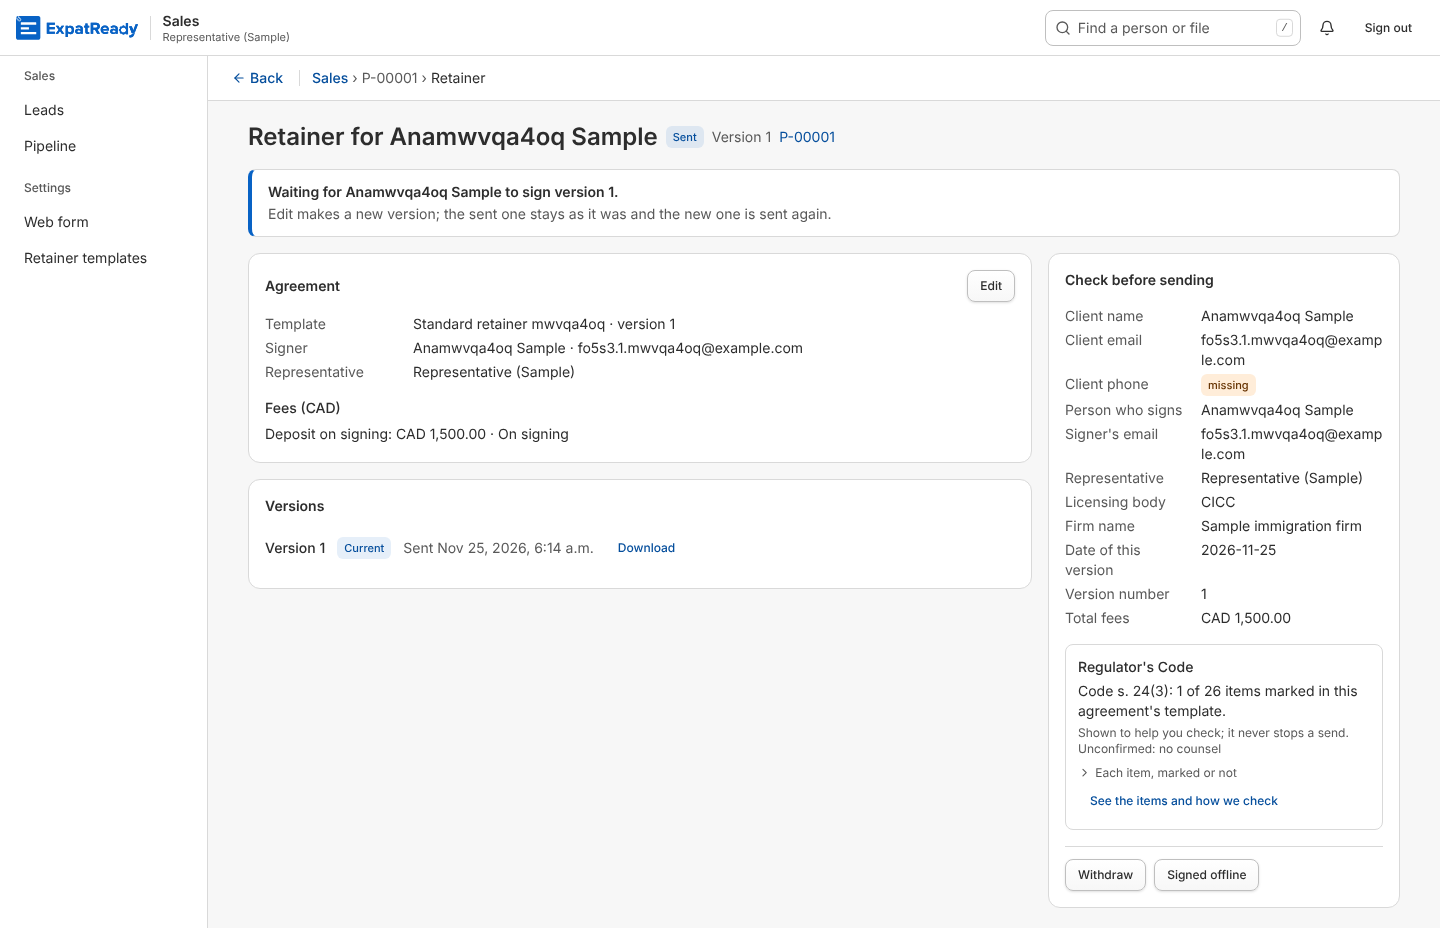 ExpatReady
Sales
Representative (Sample)
Find a person or file
/
Sign out
Sales
Leads
Pipeline
Settings
Web form
Retainer templates
← Back
Sales › P-00001 › Retainer
Retainer for Anamwvqa4oq Sample Sent Version 1 P-00001
Waiting for Anamwvqa4oq Sample to sign version 1.
Edit makes a new version; the sent one stays as it was and the new one is sent again.
Agreement
Edit
Template Standard retainer mwvqa4oq · version 1
Signer Anamwvqa4oq Sample · fo5s3.1.mwvqa4oq@example.com
Representative Representative (Sample)
Fees (CAD)
Deposit on signing: CAD 1,500.00 · On signing
Versions
Version 1 Current Sent Nov 25, 2026, 6:14 a.m. Download
Check before sending
Client name Anamwvqa4oq Sample
Client email fo5s3.1.mwvqa4oq@examp
le.com
Client phone missing
Person who signs Anamwvqa4oq Sample
Signer's email fo5s3.1.mwvqa4oq@examp
le.com
Representative Representative (Sample)
Licensing body CICC
Firm name Sample immigration firm
Date of this 2026-11-25
version
Version number 1
Total fees CAD 1,500.00
Regulator's Code
Code s. 24(3): 1 of 26 items marked in this
agreement's template.
Shown to help you check; it never stops a send.
Unconfirmed: no counsel
Each item, marked or not
See the items and how we check
Withdraw
Signed offline